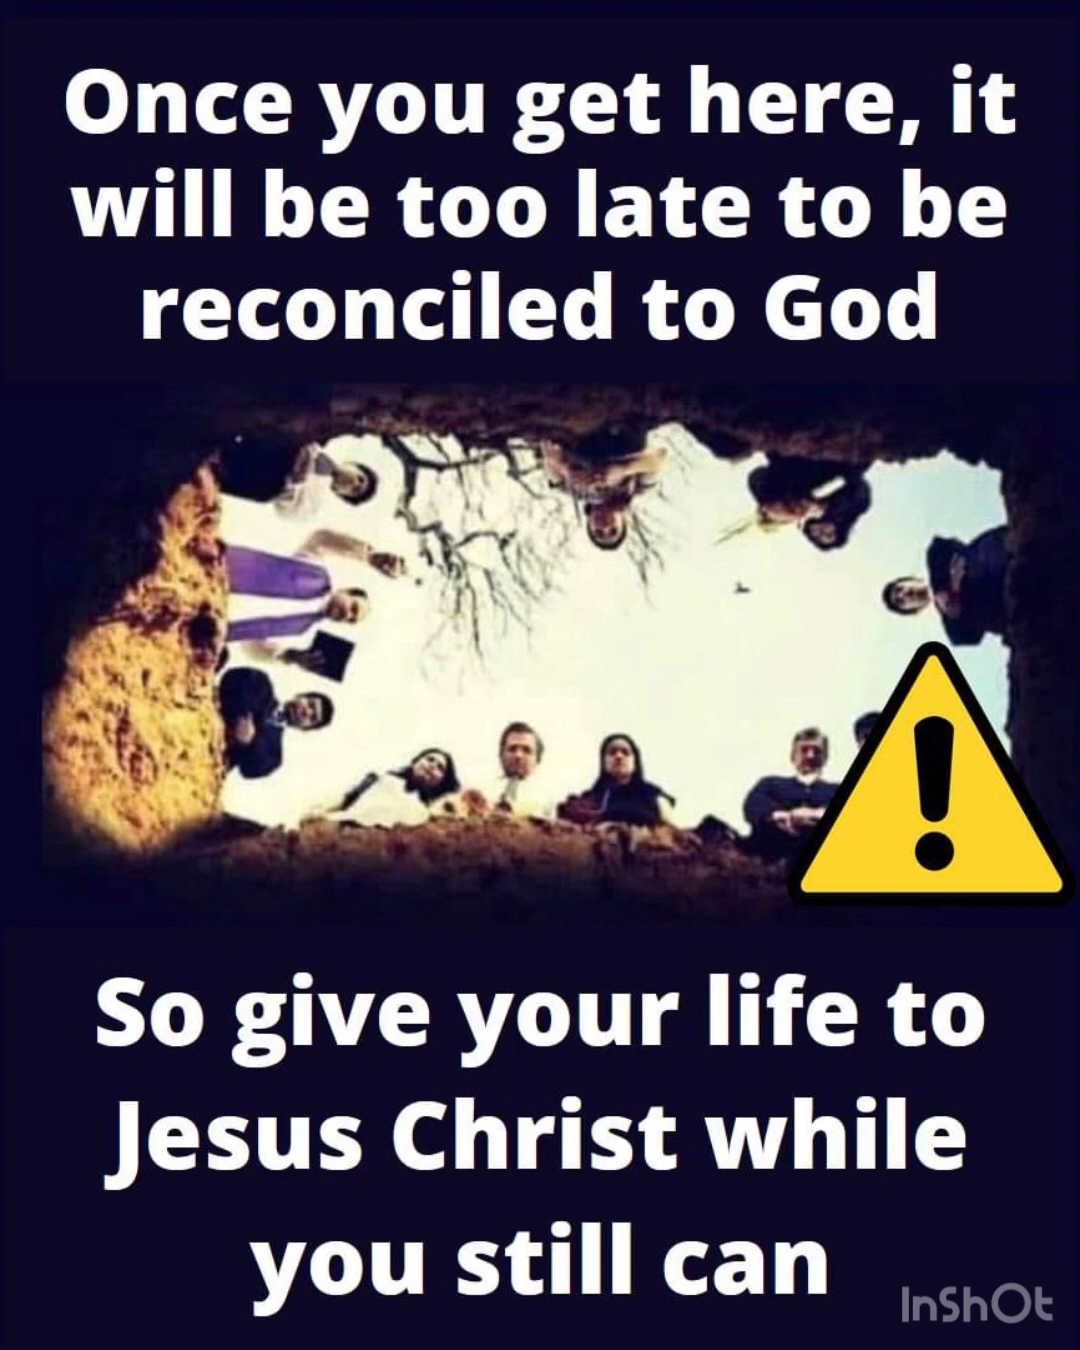 Once you get here, it
will be too late to be
reconciled to God
So give your life to
Jesus Christ while
you still can
InShOt